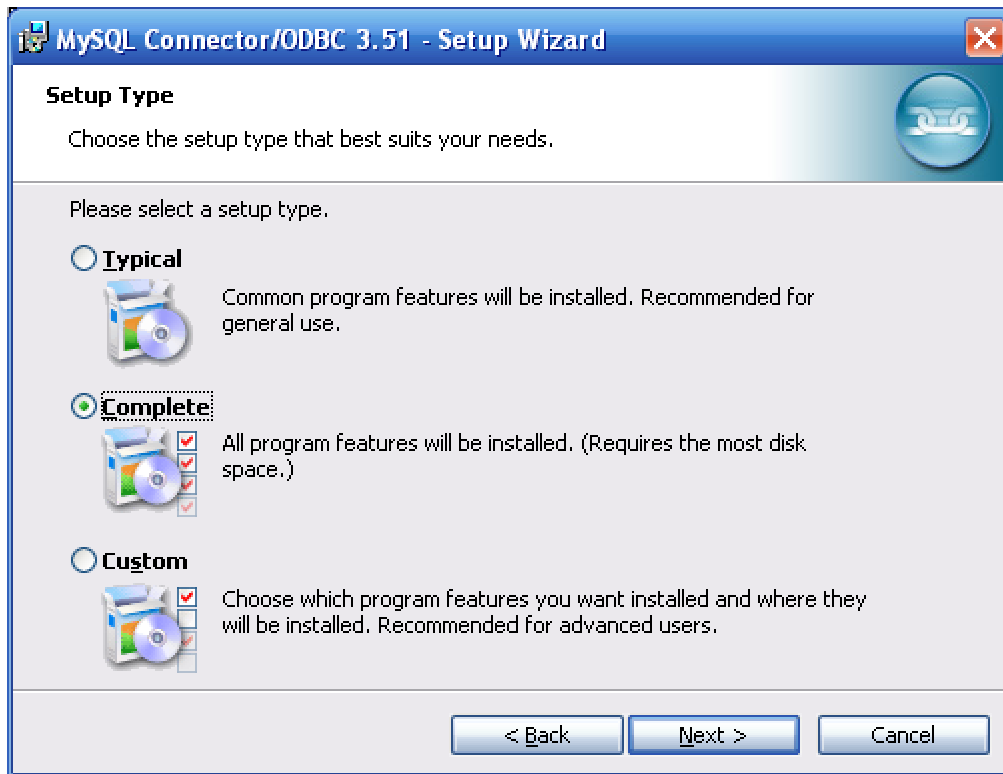 MySQL Connector/ODBC 3.51 - Setup Wizard
Setup Type
Choose the setup type that best suits your needs.
Please select a setup type.
Typical
Common program features will be installed. Recommended for
general use.
Complete
All program features will be installed. (Requires the most disk
space.)
Custom
Choose which program features you want installed and where they
will be installed. Recommended for advanced users.
< Back
Next >
Cancel